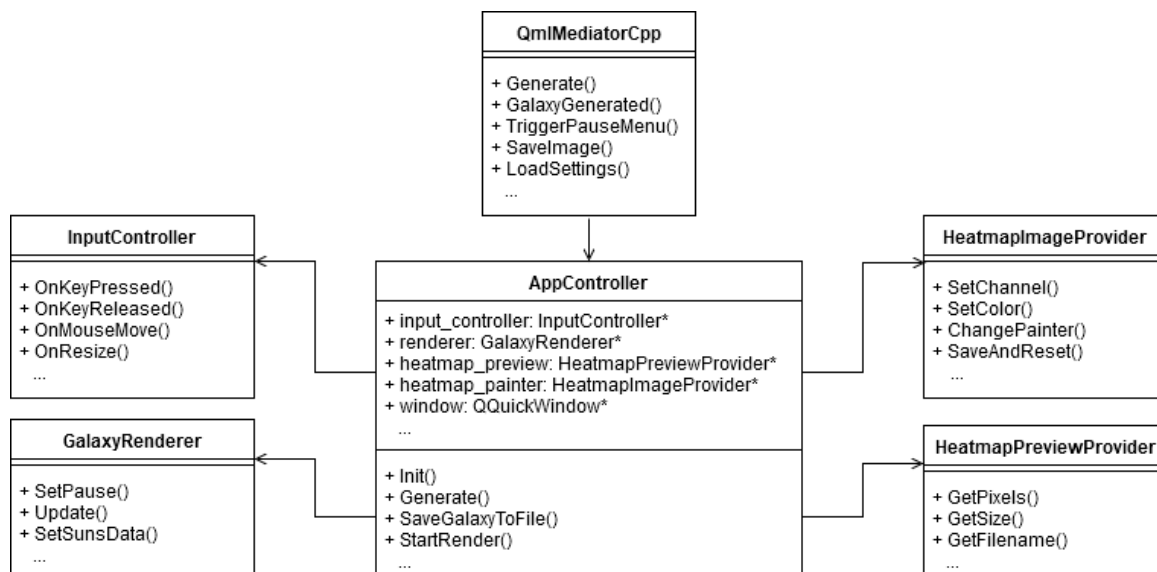 QmlMediatorCpp
+ Generate()
+ GalaxyGenerated()
+ TriggerPauseMenu()
+ SaveImage()
+ LoadSettings()
...
InputController
+ OnKeyPressed()
+ OnKeyReleased()
+ OnMouseMove()
+ OnResize()
...
GalaxyRenderer
+ SetPause()
+ Update()
+ SetSunsData()
...
AppController
+ input_controller: InputController*
+ renderer: GalaxyRenderer*
+ heatmap_preview: HeatmapPreviewProvider*
+ heatmap_painter: HeatmapImageProvider*
+ window: QQuickWindow*
...
+ Init()
+ Generate()
+ SaveGalaxyToFile()
+ StartRender()
...
HeatmapImageProvider
+ SetChannel()
+ SetColor()
+ ChangePainter()
+ SaveAndReset()
...
HeatmapPreviewProvider
+ GetPixels()
+ GetSize()
+ GetFilename()
...